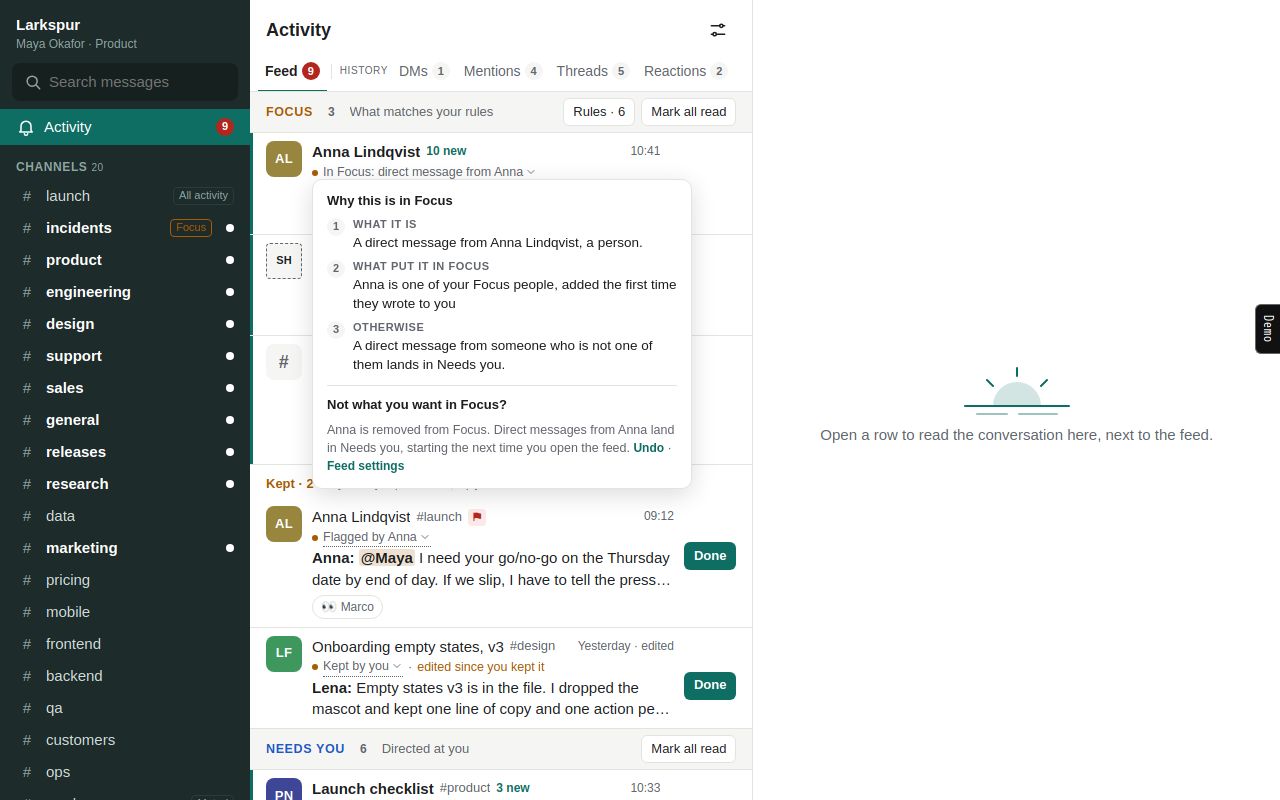 Larkspur
Maya Okafor · Product
Search messages
Activity 9
CHANNELS 20
# launch All activity
# incidents Focus
# product
# engineering
# design
# support
# sales
# general
# releases
# research
# data
# marketing
# pricing
# mobile
# frontend
# backend
# qa
# customers
# ops
Activity
Feed 9 HISTORY DMs 1 Mentions 4 Threads 5 Reactions 2
FOCUS 3 What matches your rules Rules · 6 Mark all read
AL Anna Lindqvist 10 new 10:41
In Focus: direct message from Anna
SH
#
Why this is in Focus
1 WHAT IT IS
A direct message from Anna Lindqvist, a person.
2 WHAT PUT IT IN FOCUS
Anna is one of your Focus people, added the first time
they wrote to you
3 OTHERWISE
A direct message from someone who is not one of
them lands in Needs you.
Not what you want in Focus?
Anna is removed from Focus. Direct messages from Anna land
in Needs you, starting the next time you open the feed. Undo ·
Feed settings
Kept · 2
AL Anna Lindqvist #launch 09:12
Flagged by Anna
Anna: @Maya I need your go/no-go on the Thursday
date by end of day. If we slip, I have to tell the press…
Done
👀 Marco
LF Onboarding empty states, v3 #design Yesterday · edited
Kept by you · edited since you kept it
Lena: Empty states v3 is in the file. I dropped the
mascot and kept one line of copy and one action pe…
Done
NEEDS YOU 6 Directed at you Mark all read
PN Launch checklist #product 3 new 10:33
Open a row to read the conversation here, next to the feed.
Demo